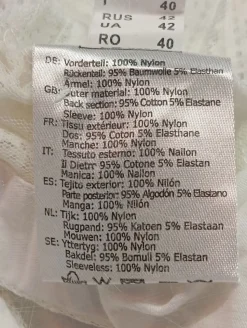 40
RUS 42
UA 42
RO 40
DE: Vorderteil: 100% Nylon
Rückenteil: 95% Baumwolle 5% Elasthan
Ärmel: 100% Nylon
GB: Outer material: 100% Nylon
Back section: 95% Cotton 5% Elastane
Sleeve: 100% Nylon
FR: Tissu extérieur: 100% Nylon
Dos: 95% Coton 5% Elasthane
Manche: 100% Nylon
IT: Tessuto esterno: 100% Nailon
Il Dietrr 95% Cotone 5% Elastan
Manica: 100% Nailon
ES: Tejito exterior: 100% Nilón
Parte posterior: 95% Algodón 5% Elastano
Manga: 100% Nilón
NL: Tijk: 100% Nylon
Rugpand: 95% Katoen 5% Elastaan
Mouwen: 100% Nylon
SE: Yttertyg: 100% Nylon
Bakdel: 95% Bomull 5% Elastan
Sleeveless: 100% Nylon